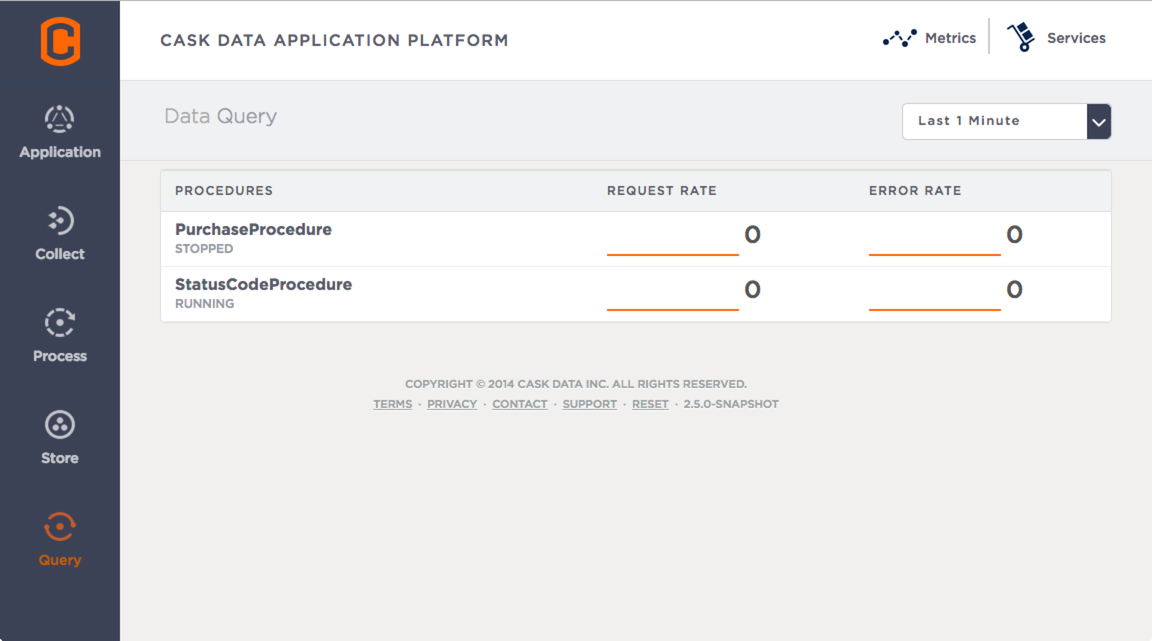 CASK DATA APPLICATION PLATFORM
Metrics
Services
Application
Collect
Process
Store
Query
Data Query
Last 1 Minute
PROCEDURES REQUEST RATE ERROR RATE
PurchaseProcedure
STOPPED
0 0
StatusCodeProcedure
RUNNING
0 0
COPYRIGHT © 2014 CASK DATA INC. ALL RIGHTS RESERVED.
TERMS · PRIVACY · CONTACT · SUPPORT · RESET · 2.5.0-SNAPSHOT